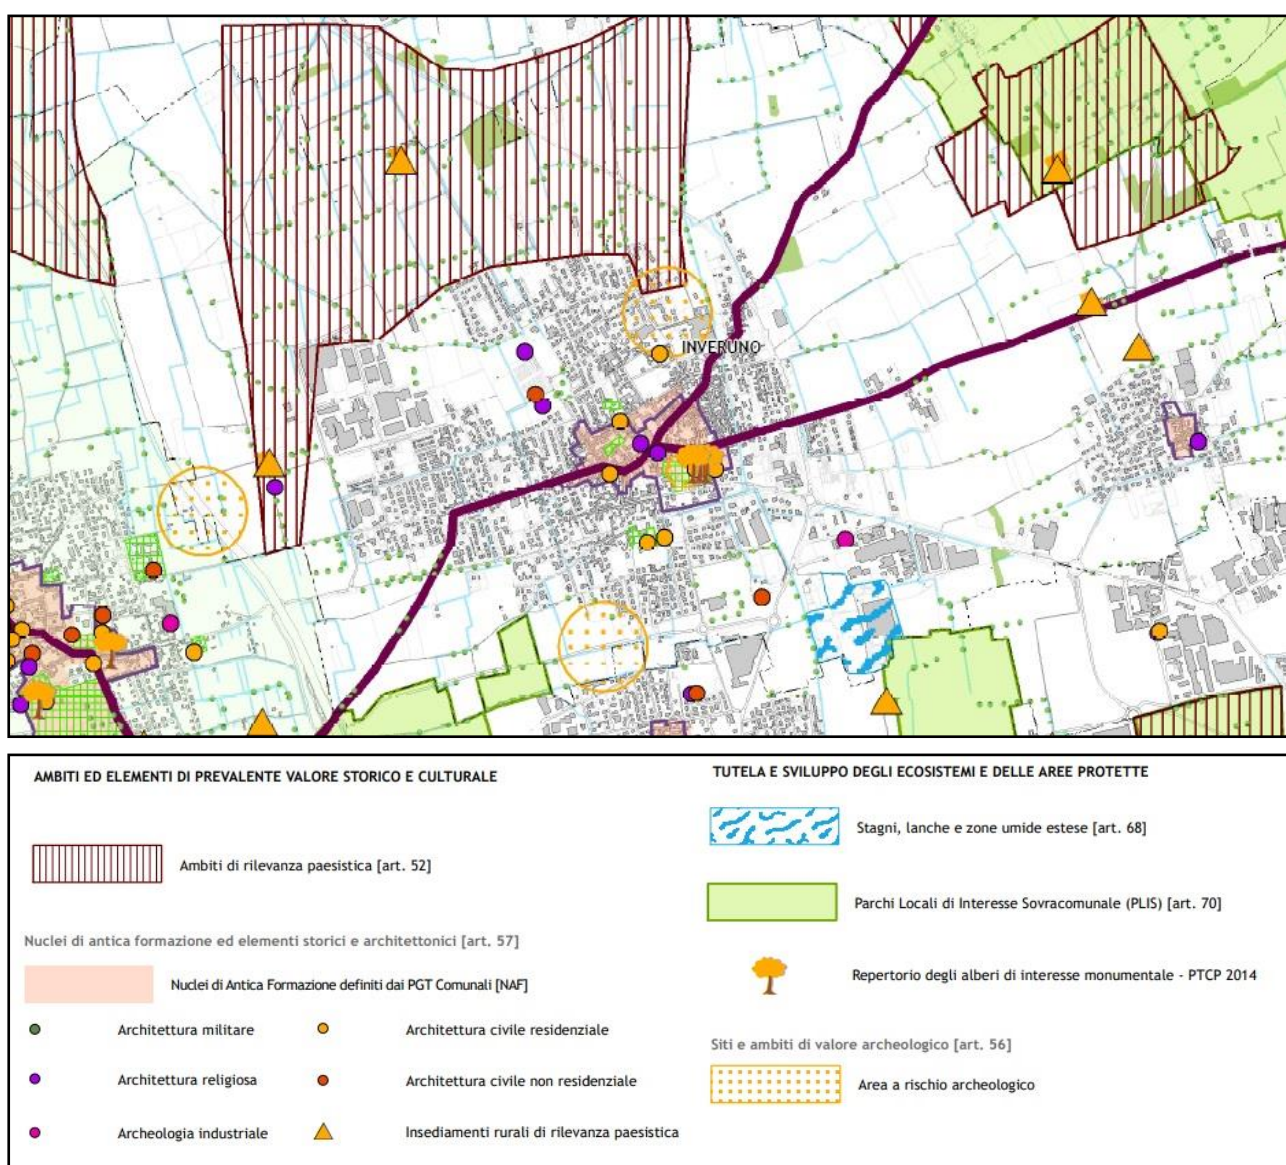 INVERUNO
AMBITI ED ELEMENTI DI PREVALENTE VALORE STORICO E CULTURALE
Ambiti di rilevanza paesistica [art. 52]
Nuclei di antica formazione ed elementi storici e architettonici [art. 57]
Nuclei di Antica Formazione definiti dai PGT Comunali [NAF]
Architettura militare
Architettura civile residenziale
Architettura religiosa
Architettura civile non residenziale
Archeologia industriale
Insediamenti rurali di rilevanza paesistica
TUTELA E SVILUPPO DEGLI ECOSISTEMI E DELLE AREE PROTETTE
Stagni, lanche e zone umide estese [art. 68]
Parchi Locali di Interesse Sovracomunale (PLIS) [art. 70]
Repertorio degli alberi di interesse monumentale - PTCP 2014
Siti e ambiti di valore archeologico [art. 56]
Area a rischio archeologico